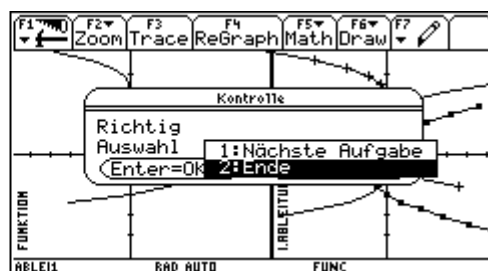 F1 F2 F3 F4 F5 F6 F7
Zoom Trace ReGraph Math Draw
Kontrolle
Richtig
Auswahl
1:Nächste Aufgabe
2:Ende
Enter=OK
FUNKTION
1.ABLEITU
ABLEI1 RAD AUTO FUNC